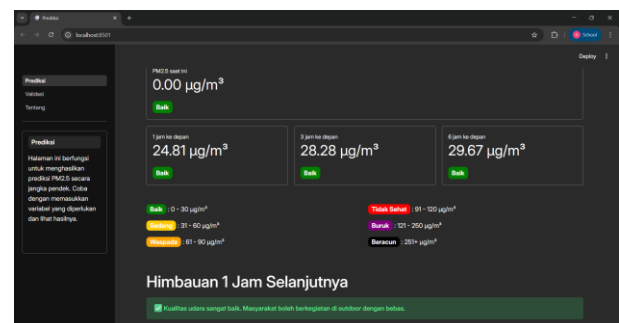 Prediksi
localhost:8501
School
Deploy
Prediksi
Validasi
Tentang
Prediksi
Halaman ini berfungsi
untuk menghasilkan
prediksi PM2.5 secara
jangka pendek. Coba
dengan memasukkan
variabel yang diperlukan
dan lihat hasilnya.
PM2.5 saat ini
0.00 µg/m³
Baik
1 jam ke depan
24.81 µg/m³
Baik
3 jam ke depan
28.28 µg/m³
Baik
6 jam ke depan
29.67 µg/m³
Baik
Baik : 0 - 30 µg/m³
Sedang : 31 - 60 µg/m³
Waspada : 61 - 90 µg/m³
Tidak Sehat : 91 - 120 µg/m³
Buruk : 121 - 250 µg/m³
Beracun : 251+ µg/m³
Himbauan 1 Jam Selanjutnya
Kualitas udara sangat baik. Masyarakat boleh berkegiatan di outdoor dengan bebas.